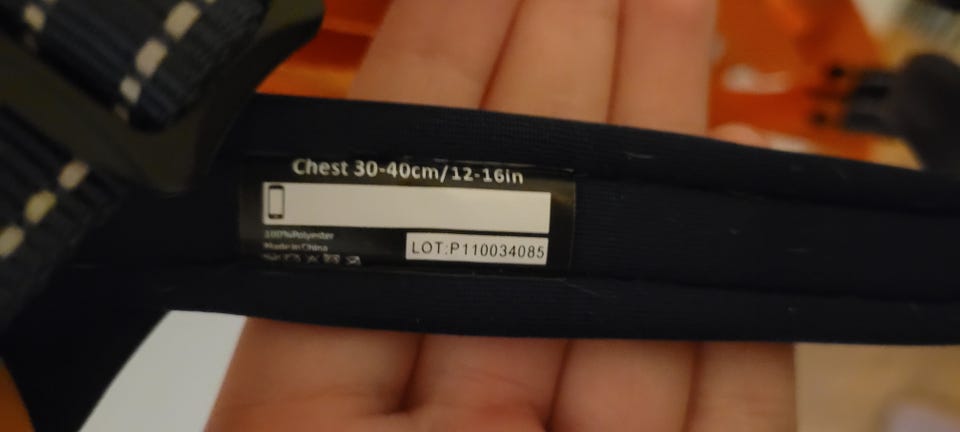 Chest 30-40cm/12-16in
100%Polyester
Made in China
LOT:P110034085